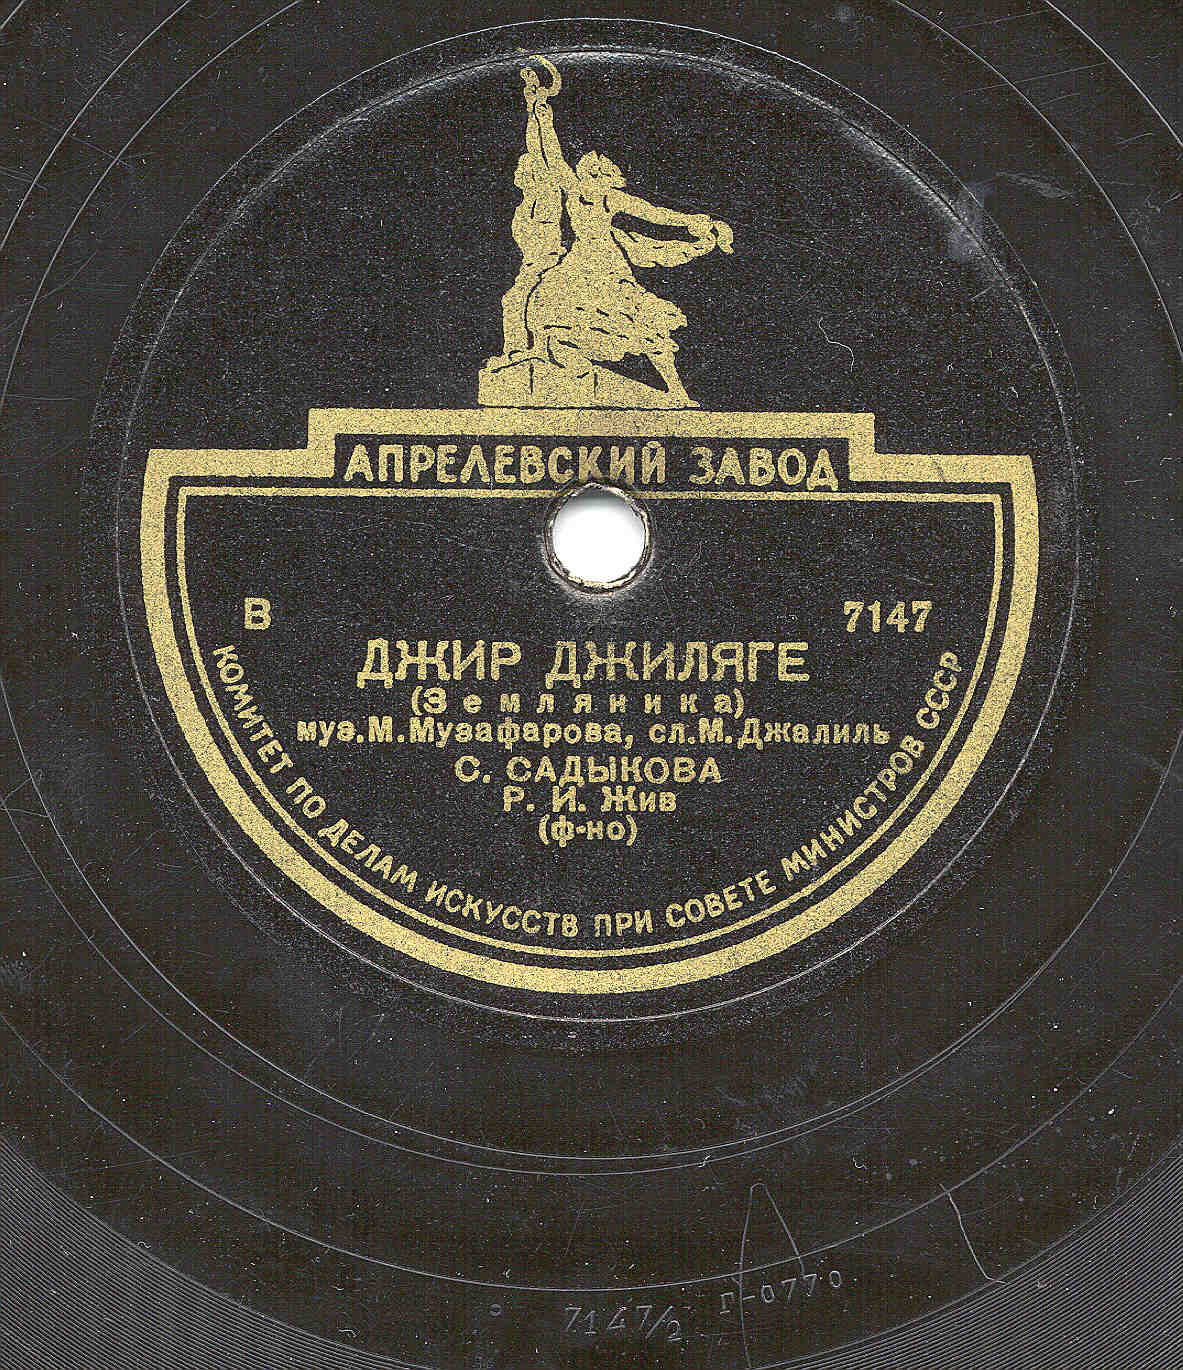 АПРЕЛЕВСКИЙ ЗАВОД
В 7147
ДЖИР ДЖИЛЯГЕ
(Земляника)
муз.М.Музафарова, сл.М.Джалиль
С. САДЫКОВА
Р. И. Жив
(ф-но)
КОМИТЕТ ПО ДЕЛАМ ИСКУССТВ ПРИ СОВЕТЕ МИНИСТРОВ СССР
7147/2 Г-0770